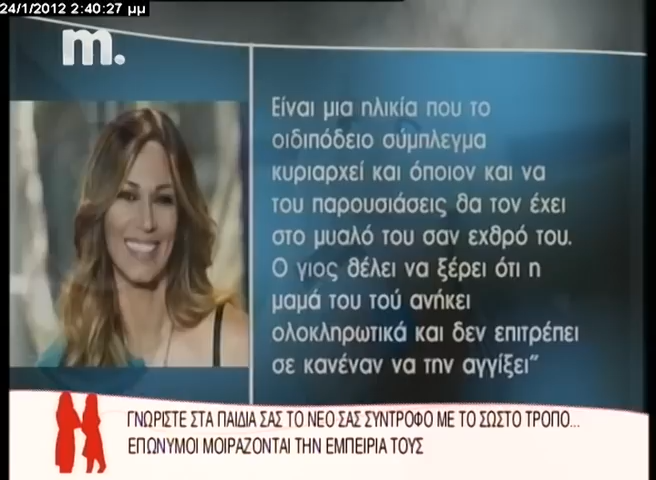 24/1/2012 2:40:27 μμ
m.
Είναι μια ηλικία που το
οιδιπόδειο σύμπλεγμα
κυριαρχεί και όποιον και να
του παρουσιάσεις θα τον έχει
στο μυαλό του σαν εχθρό του.
Ο γιος θέλει να ξέρει ότι η
μαμά του τού ανήκει
ολοκληρωτικά και δεν επιτρέπει
σε κανέναν να την αγγίξει"
ΓΝΩΡΙΣΤΕ ΣΤΑ ΠΑΙΔΙΑ ΣΑΣ ΤΟ ΝΕΟ ΣΑΣ ΣΥΝΤΡΟΦΟ ΜΕ ΤΟ ΣΩΣΤΟ ΤΡΟΠΟ...
ΕΠΩΝΥΜΟΙ ΜΟΙΡΑΖΟΝΤΑΙ ΤΗΝ ΕΜΠΕΙΡΙΑ ΤΟΥΣ